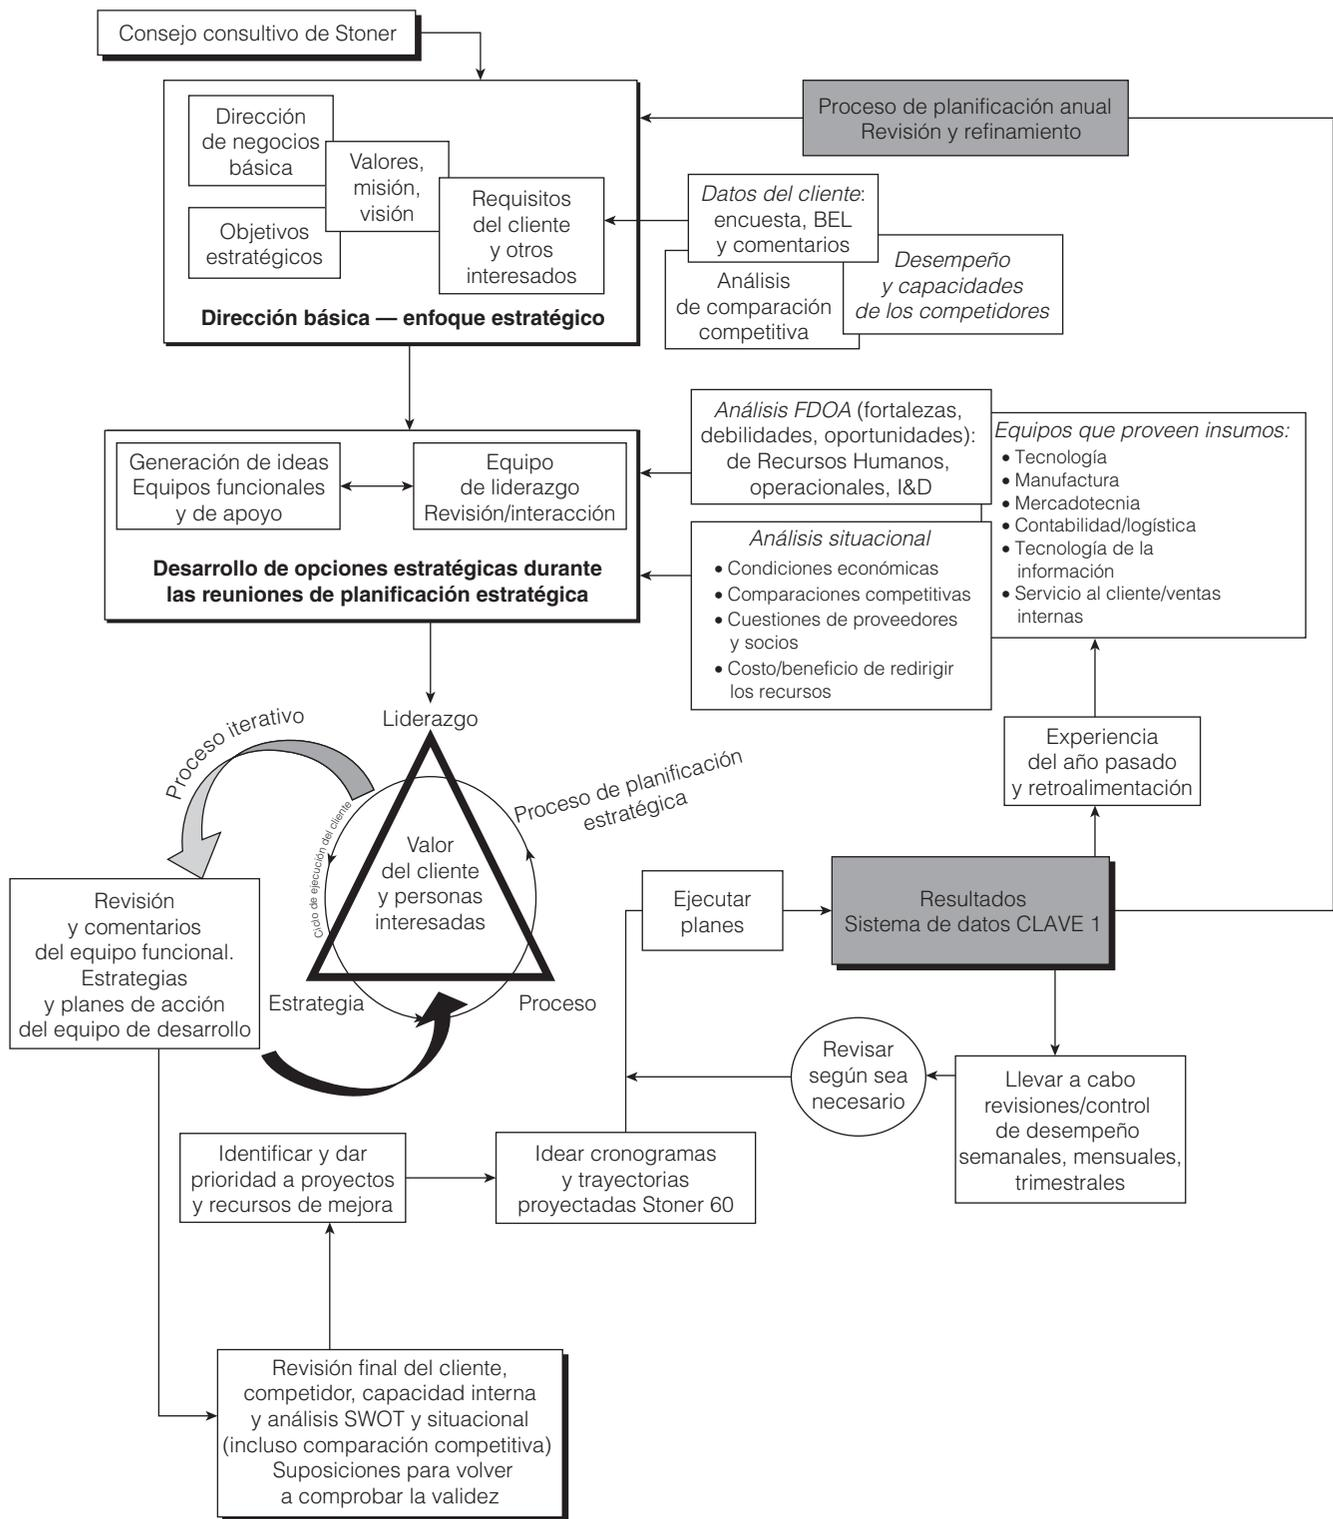 Consejo consultivo de Stoner
Dirección
de negocios
básica
Valores,
misión,
visión
Objetivos
estratégicos
Requisitos
del cliente
y otros
interesados
Dirección básica — enfoque estratégico
Proceso de planificación anual
Revisión y refinamiento
Datos del cliente:
encuesta, BEL
y comentarios
Análisis
de comparación
competitiva
Desempeño
y capacidades
de los competidores
Generación de ideas
Equipos funcionales
y de apoyo
Equipo
de liderazgo
Revisión/interacción
Desarrollo de opciones estratégicas durante
las reuniones de planificación estratégica
Análisis FDOA (fortalezas,
debilidades, oportunidades):
de Recursos Humanos,
operacionales, I&D
Análisis situacional
• Condiciones económicas
• Comparaciones competitivas
• Cuestiones de proveedores
y socios
• Costo/beneficio de redirigir
los recursos
Equipos que proveen insumos:
• Tecnología
• Manufactura
• Mercadotecnia
• Contabilidad/logística
• Tecnología de la
información
• Servicio al cliente/ventas
internas
Experiencia
del año pasado
y retroalimentación
Proceso iterativo
Liderazgo
Proceso de planificación
estratégica
Ciclo de ejecución del cliente
Valor
del cliente
y personas
interesadas
Estrategia
Proceso
Revisión
y comentarios
del equipo funcional.
Estrategias
y planes de acción
del equipo de desarrollo
Ejecutar
planes
Resultados
Sistema de datos CLAVE 1
Revisar
según sea
necesario
Llevar a cabo
revisiones/control
de desempeño
semanales, mensuales,
trimestrales
Identificar y dar
prioridad a proyectos
y recursos de mejora
Idear cronogramas
y trayectorias
proyectadas Stoner 60
Revisión final del cliente,
competidor, capacidad interna
y análisis SWOT y situacional
(incluso comparación competitiva)
Suposiciones para volver
a comprobar la validez